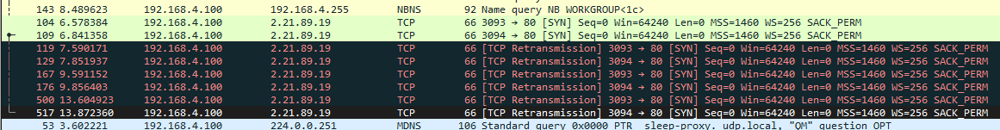 143 8.489623 192.168.4.100 192.168.4.255 NBNS 92 Name query NB WORKGROUP<1c>
104 6.578384 192.168.4.100 2.21.89.19 TCP 66 3093 → 80 [SYN] Seq=0 Win=64240 Len=0 MSS=1460 WS=256 SACK_PERM
109 6.841358 192.168.4.100 2.21.89.19 TCP 66 3094 → 80 [SYN] Seq=0 Win=64240 Len=0 MSS=1460 WS=256 SACK_PERM
119 7.590171 192.168.4.100 2.21.89.19 TCP 66 [TCP Retransmission] 3093 → 80 [SYN] Seq=0 Win=64240 Len=0 MSS=1460 WS=256 SACK_PERM
129 7.851937 192.168.4.100 2.21.89.19 TCP 66 [TCP Retransmission] 3094 → 80 [SYN] Seq=0 Win=64240 Len=0 MSS=1460 WS=256 SACK_PERM
167 9.591152 192.168.4.100 2.21.89.19 TCP 66 [TCP Retransmission] 3093 → 80 [SYN] Seq=0 Win=64240 Len=0 MSS=1460 WS=256 SACK_PERM
176 9.856403 192.168.4.100 2.21.89.19 TCP 66 [TCP Retransmission] 3094 → 80 [SYN] Seq=0 Win=64240 Len=0 MSS=1460 WS=256 SACK_PERM
500 13.604923 192.168.4.100 2.21.89.19 TCP 66 [TCP Retransmission] 3093 → 80 [SYN] Seq=0 Win=64240 Len=0 MSS=1460 WS=256 SACK_PERM
517 13.872360 192.168.4.100 2.21.89.19 TCP 66 [TCP Retransmission] 3094 → 80 [SYN] Seq=0 Win=64240 Len=0 MSS=1460 WS=256 SACK_PERM
53 3.602221 192.168.4.100 224.0.0.251 MDNS 106 Standard query 0x0000 PTR _sleep-proxy._udp.local, "QM" question OPT